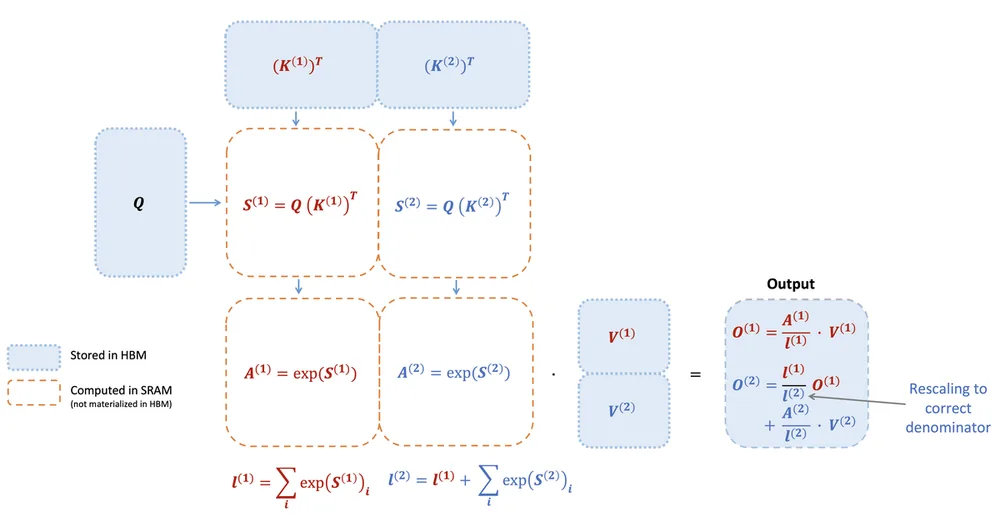 (K⁽¹⁾)ᵀ (K⁽²⁾)ᵀ
Q
S⁽¹⁾ = Q (K⁽¹⁾)ᵀ
S⁽²⁾ = Q (K⁽²⁾)ᵀ
A⁽¹⁾ = exp(S⁽¹⁾)
A⁽²⁾ = exp(S⁽²⁾)
·
V⁽¹⁾
V⁽²⁾
=
Output
O⁽¹⁾ = A⁽¹⁾/l⁽¹⁾ · V⁽¹⁾
O⁽²⁾ = l⁽¹⁾/l⁽²⁾ O⁽¹⁾
+ A⁽²⁾/l⁽²⁾ · V⁽²⁾
Rescaling to
correct
denominator
Stored in HBM
Computed in SRAM
(not materialized in HBM)
l⁽¹⁾ = ∑ᵢ exp(S⁽¹⁾)ᵢ
l⁽²⁾ = l⁽¹⁾ + ∑ᵢ exp(S⁽²⁾)ᵢ